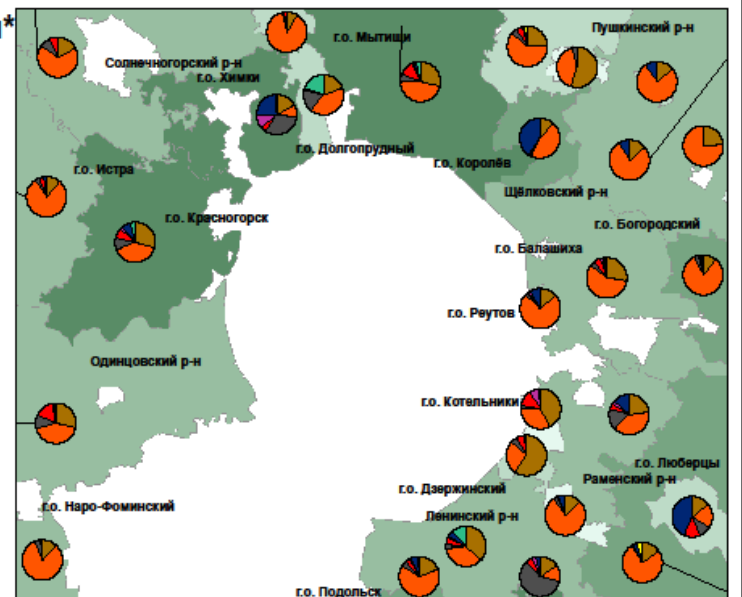 *
Пушкинский р-н
г.о. Мытищи
Солнечногорский р-н
г.о. Химки
г.о. Долгопрудный
г.о. Королёв
г.о. Истра
Щёлковский р-н
г.о. Красногорск
г.о. Богородский
г.о. Балашиха
г.о. Реутов
Одинцовский р-н
г.о. Котельники
г.о. Люберцы
Раменский р-н
г.о. Дзержинский
г.о. Наро-Фоминский
Ленинский р-н
г.о. Подольск